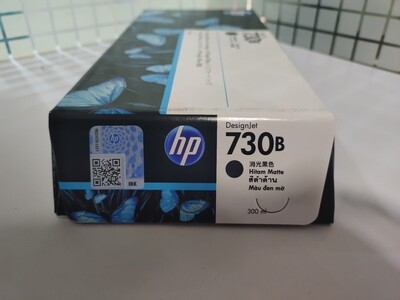 730B
hp
DesignJet
730B
消光黑色
Hitam Matte
สีดำด้าน
Màu đen mờ
300 ml